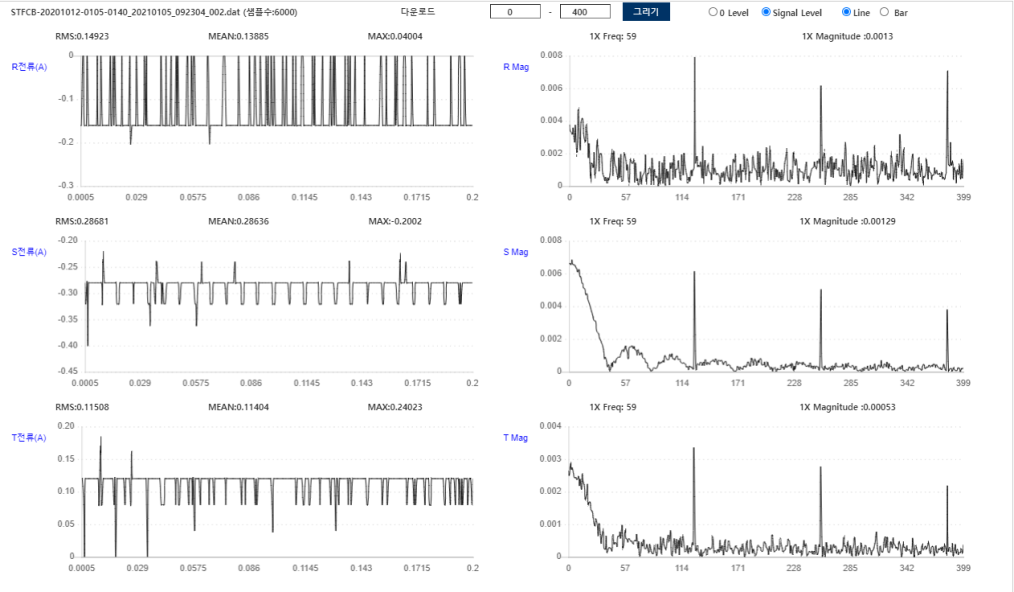 STFCB-20201012-0105-0140_20210105_092304_002.dat (샘플수:6000) 다운로드 0 - 400 그리기 0 Level Signal Level Line Bar
RMS:0.14923 MEAN:0.13885 MAX:0.04004 1X Freq: 59 1X Magnitude :0.0013
R전류(A) R Mag
0
-0.1
-0.2
-0.3
0.0005 0.029 0.0575 0.086 0.1145 0.143 0.1715 0.2
0.008
0.006
0.004
0.002
0
0 57 114 171 228 285 342 399
RMS:0.28681 MEAN:0.28636 MAX:-0.2002 1X Freq: 59 1X Magnitude :0.00129
S전류(A) S Mag
-0.20
-0.25
-0.30
-0.35
-0.40
-0.45
0.0005 0.029 0.0575 0.086 0.1145 0.143 0.1715 0.2
0.008
0.006
0.004
0.002
0
0 57 114 171 228 285 342 399
RMS:0.11508 MEAN:0.11404 MAX:0.24023 1X Freq: 59 1X Magnitude :0.00053
T전류(A) T Mag
0.20
0.15
0.10
0.05
0
0.0005 0.029 0.0575 0.086 0.1145 0.143 0.1715 0.2
0.004
0.003
0.002
0.001
0
0 57 114 171 228 285 342 399